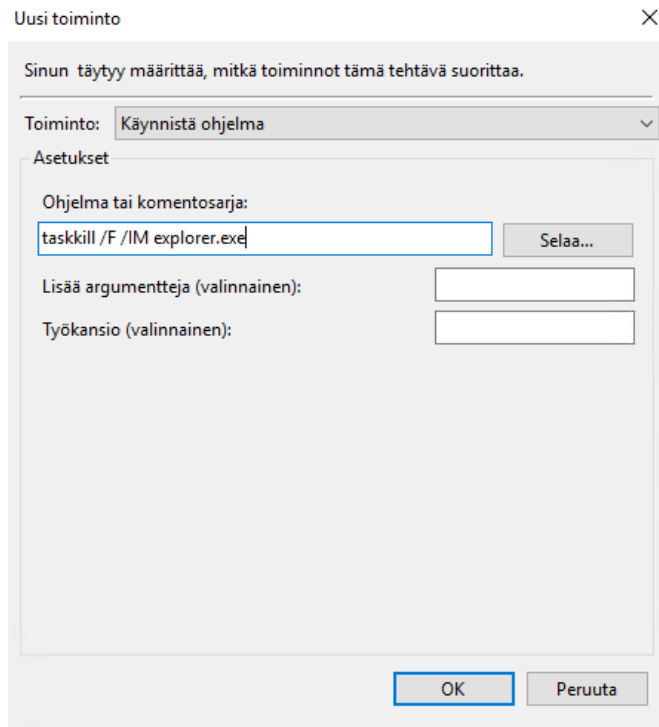 Uusi toiminto
Sinun täytyy määrittää, mitkä toiminnot tämä tehtävä suorittaa.
Toiminto: Käynnistä ohjelma
Asetukset
Ohjelma tai komentosarja:
taskkill /F /IM explorer.exe Selaa...
Lisää argumentteja (valinnainen):
Työkansio (valinnainen):
OK Peruuta